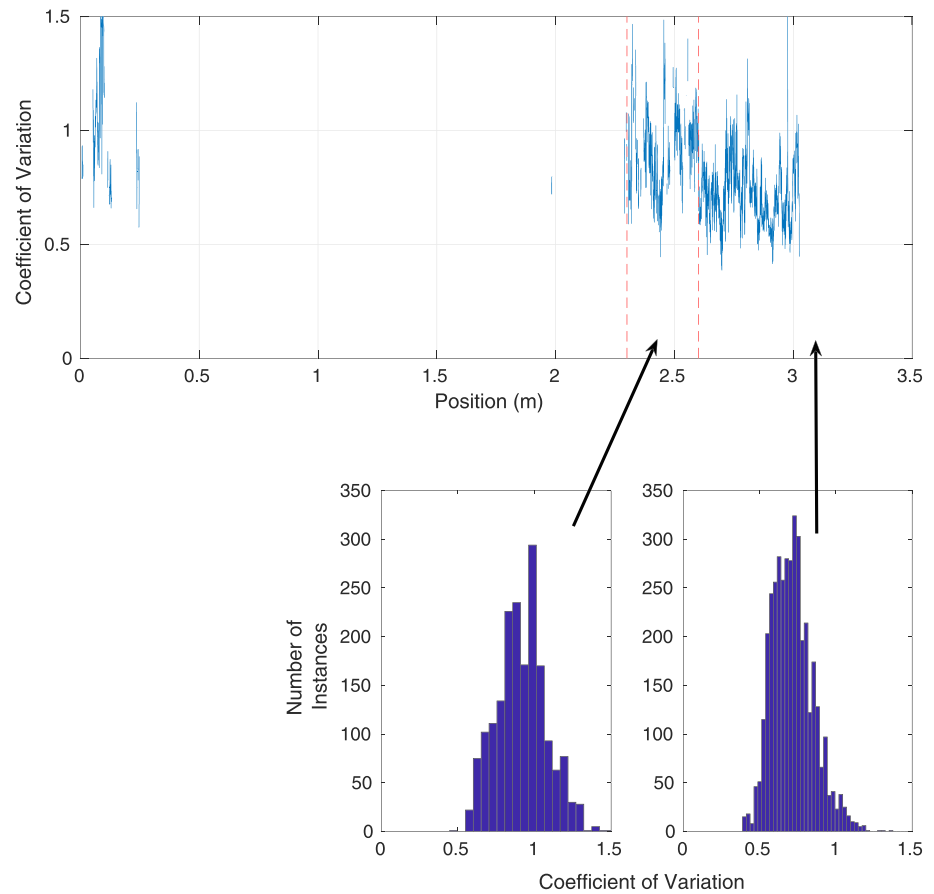 1.5
1
0.5
0
Coefficient of Variation
0 0.5 1 1.5 2 2.5 3 3.5
Position (m)
350 350
300 300
250 250
200 200
150 150
100 100
50 50
0 0
Number of
Instances
0 0.5 1 1.5 0 0.5 1 1.5
Coefficient of Variation